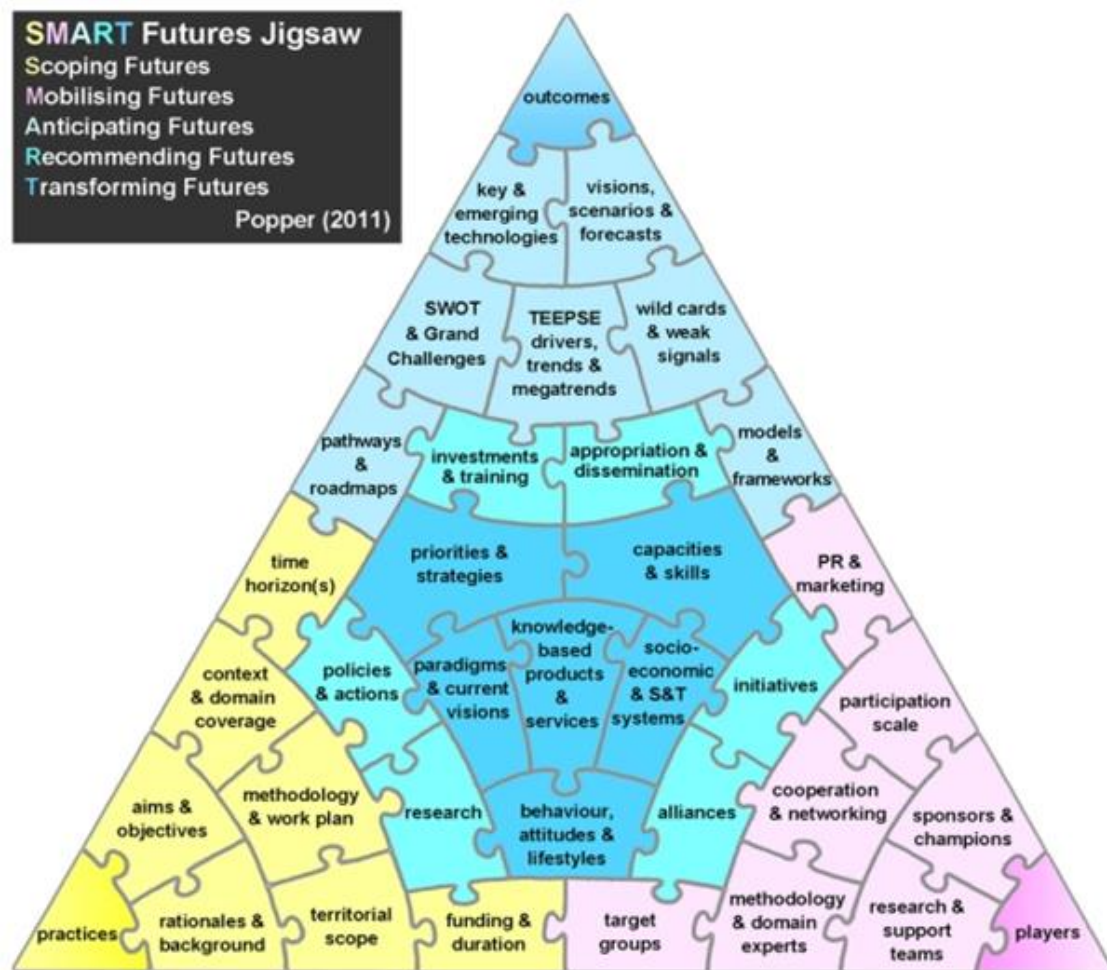 SMART Futures Jigsaw
Scoping Futures
Mobilising Futures
Anticipating Futures
Recommending Futures
Transforming Futures
Popper (2011)
outcomes
key &
emerging
technologies
visions,
scenarios &
forecasts
SWOT
& Grand
Challenges
TEEPSE
drivers,
trends &
megatrends
wild cards
& weak
signals
pathways
&
roadmaps
investments
& training
appropriation &
dissemination
models
&
frameworks
time
horizon(s)
priorities &
strategies
capacities
& skills
PR &
marketing
context
& domain
coverage
policies
& actions
paradigms
& current
visions
knowledge-
based
products
&
services
socio-
economic
& S&T
systems
initiatives
participation
scale
aims &
objectives
methodology
& work plan
research
behaviour,
attitudes &
lifestyles
alliances
cooperation
& networking
sponsors &
champions
practices
rationales &
background
territorial
scope
funding &
duration
target
groups
methodology
& domain
experts
research &
support
teams
players